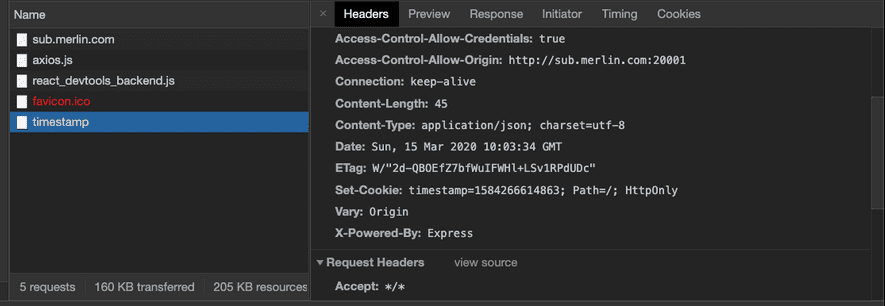 Name
× Headers Preview Response Initiator Timing Cookies
sub.merlin.com
axios.js
react_devtools_backend.js
favicon.ico
timestamp
5 requests 160 KB transferred 205 KB resources
Access-Control-Allow-Credentials: true
Access-Control-Allow-Origin: http://sub.merlin.com:20001
Connection: keep-alive
Content-Length: 45
Content-Type: application/json; charset=utf-8
Date: Sun, 15 Mar 2020 10:03:34 GMT
ETag: W/"2d-QBOEfZ7bfWuIFWHl+LSv1RPdUDc"
Set-Cookie: timestamp=1584266614863; Path=/; HttpOnly
Vary: Origin
X-Powered-By: Express
▼ Request Headers view source
Accept: */*